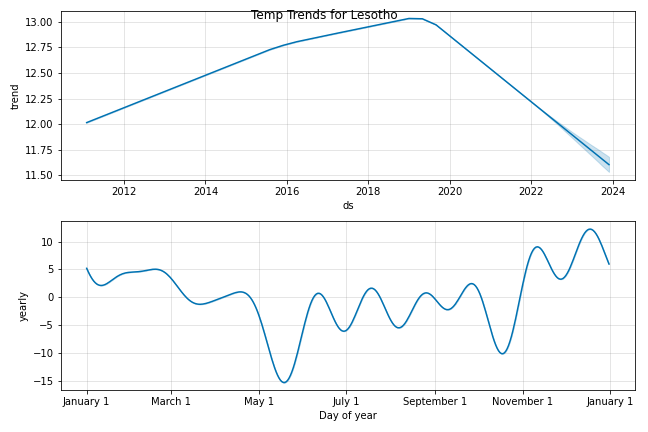 Temp Trends for Lesotho
13.00
12.75
12.50
12.25
12.00
11.75
11.50
trend
2012 2014 2016 2018 2020 2022 2024
ds
10
5
0
−5
−10
−15
yearly
January 1 March 1 May 1 July 1 September 1 November 1 January 1
Day of year